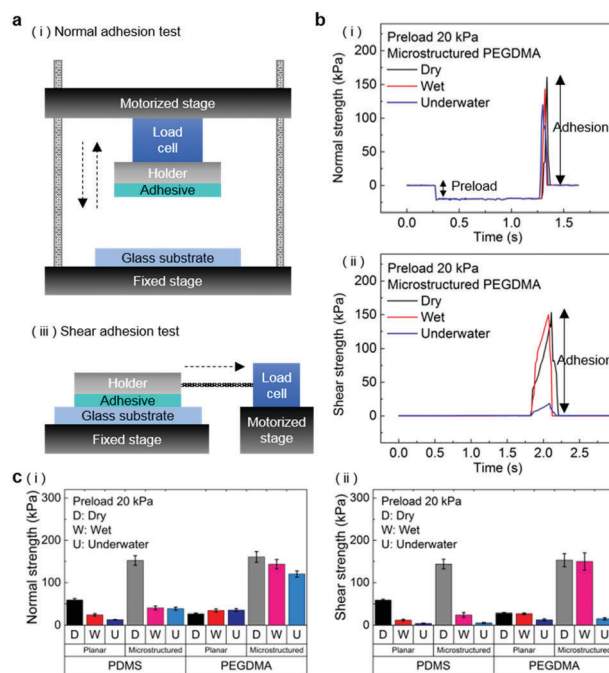 a
( i ) Normal adhesion test
Motorized stage
Load
cell
Holder
Adhesive
Glass substrate
Fixed stage
( iii ) Shear adhesion test
Holder
Adhesive
Glass substrate
Fixed stage
Load
cell
Motorized
stage
b
( i )
Normal strength (kPa)
200
150
100
50
0
-50
Preload 20 kPa
Microstructured PEGDMA
Dry
Wet
Underwater
Adhesion
Preload
0.0 0.5 1.0 1.5
Time (s)
(ii)
Shear strength (kPa)
200
150
100
50
0
Preload 20 kPa
Microstructured PEGDMA
Dry
Wet
Underwater
Adhesion
0.0 0.5 1.0 1.5 2.0 2.5
Time (s)
c
( i )
Normal strength (kPa)
300
200
100
0
Preload 20 kPa
D: Dry
W: Wet
U: Underwater
D W U D W U D W U D W U
Planar Microstructured Planar Microstructured
PDMS PEGDMA
( ii )
Shear strength (kPa)
300
200
100
0
Preload 20 kPa
D: Dry
W: Wet
U: Underwater
D W U D W U D W U D W U
Planar Microstructured Planar Microstructured
PDMS PEGDMA